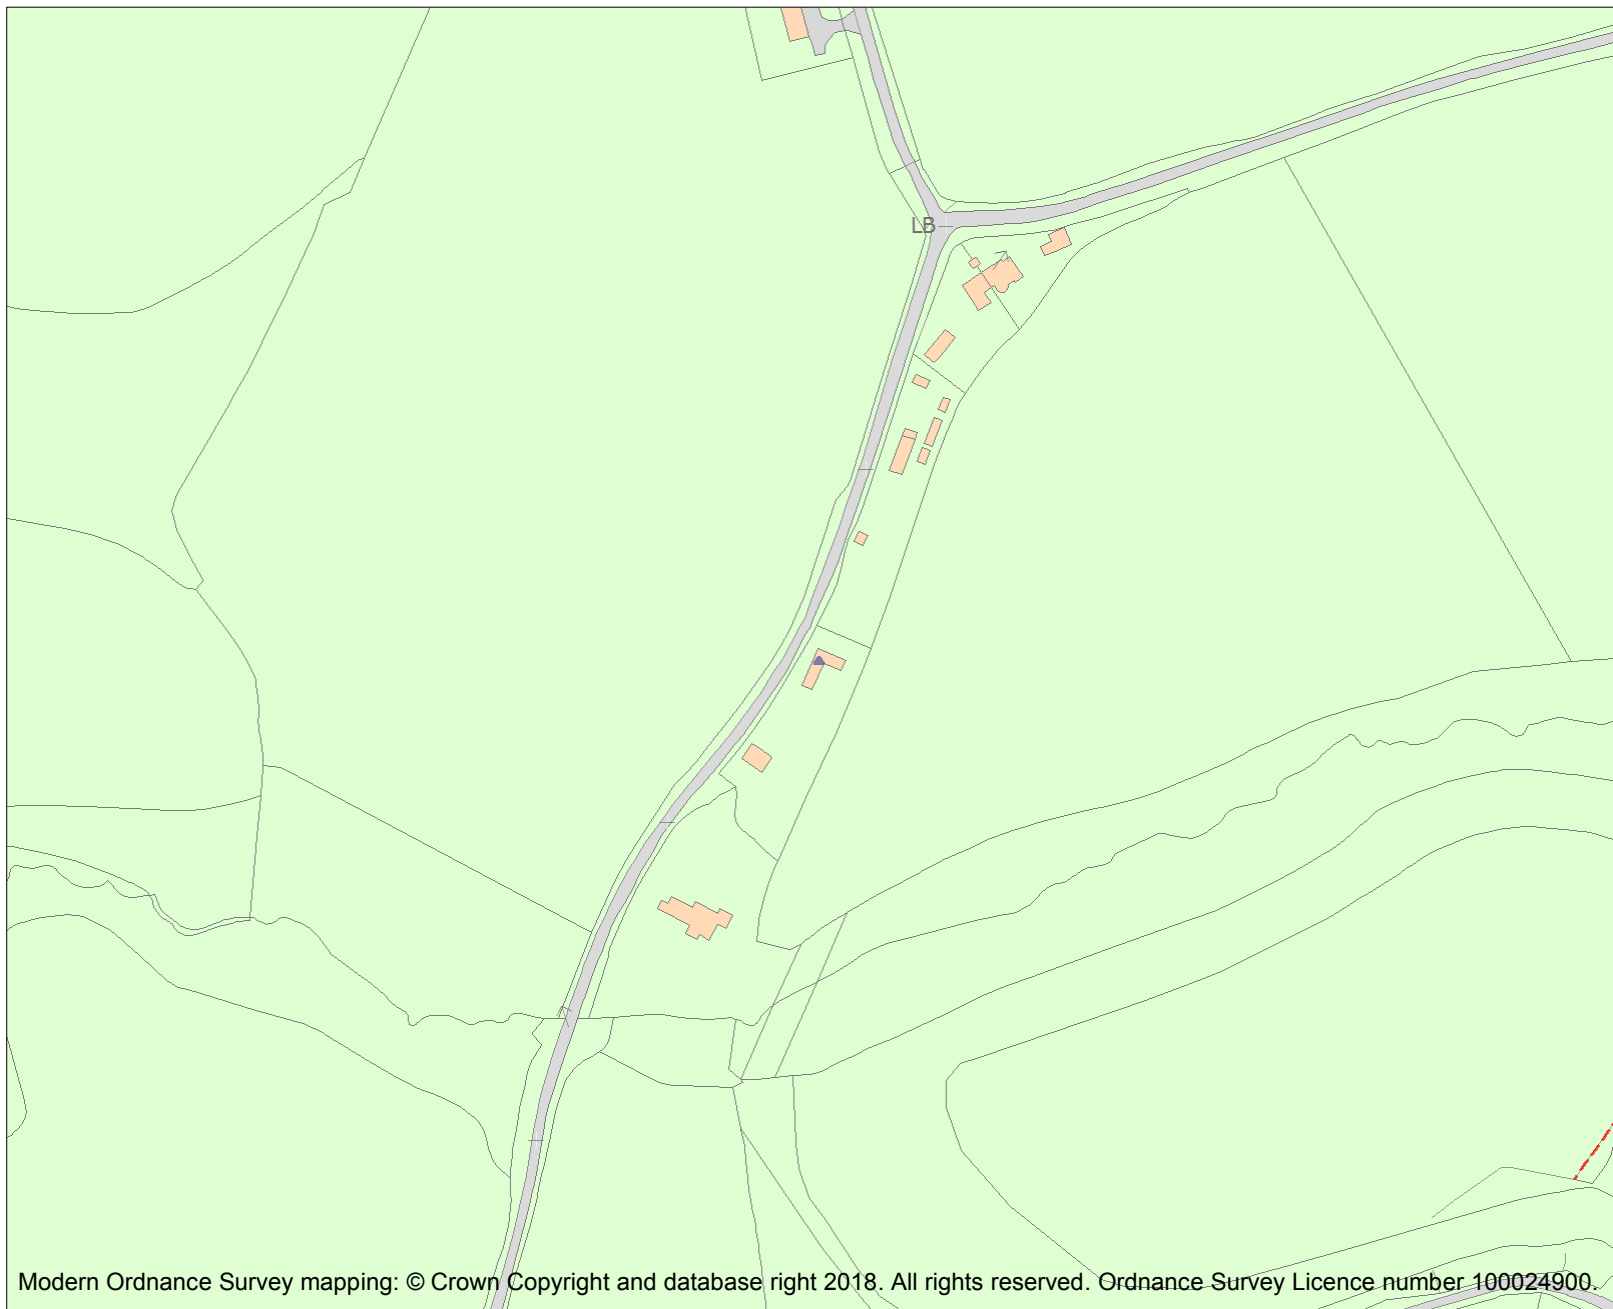 LB
Modern Ordnance Survey mapping: © Crown Copyright and database right 2018. All rights reserved. Ordnance Survey Licence number 100024900.